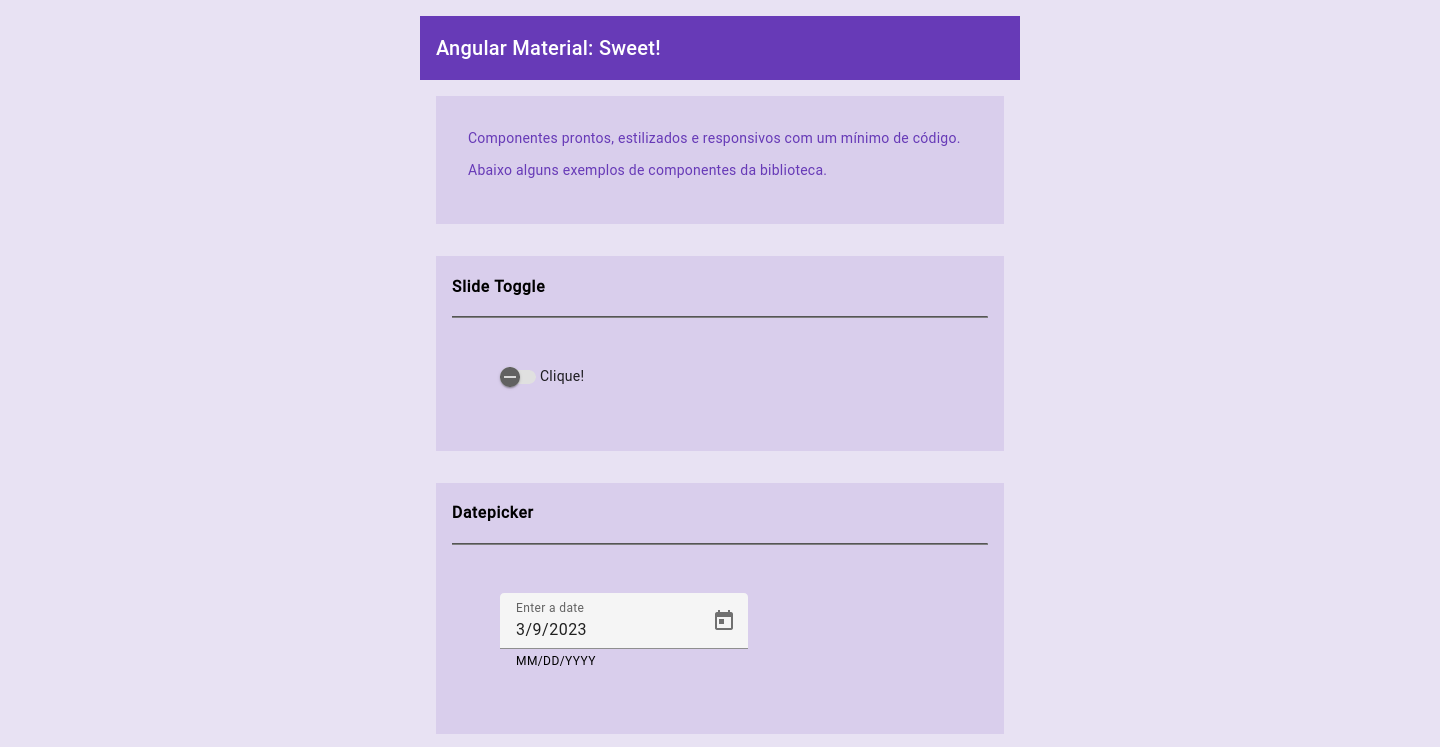 Angular Material: Sweet!
Componentes prontos, estilizados e responsivos com um mínimo de código.
Abaixo alguns exemplos de componentes da biblioteca.
Slide Toggle
Clique!
Datepicker
Enter a date
3/9/2023
MM/DD/YYYY